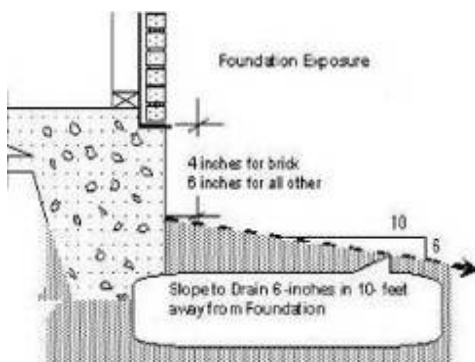 Foundation Exposure
4 inches for brick
6 inches for all other
10
6
Slope to Drain 6-inches in 10- feet
away from Foundation